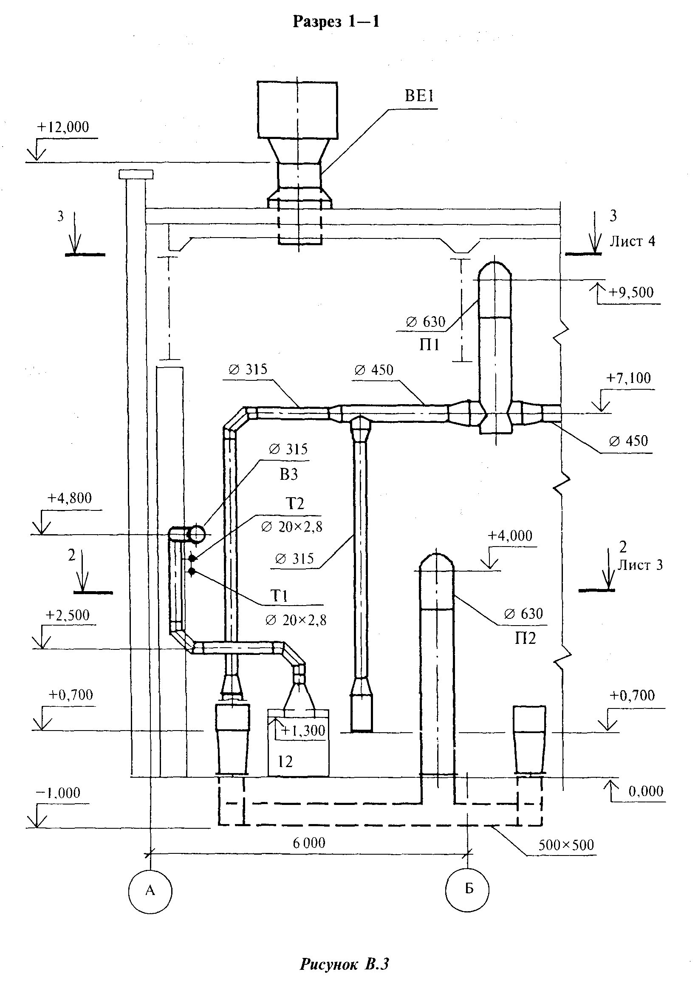 Разрез 1—1
ВЕ1
+12,000
3
3
Лист 4
+9,500
∅ 630
П1
∅ 315
∅ 450
+7,100
∅ 450
∅ 315
В3
+4,800
Т2
∅ 20×2,8
+4,000
2
∅ 315
2
Лист 3
Т1
∅ 20×2,8
+2,500
∅ 630
П2
+0,700
+0,700
+1,300
12
−1,000
0,000
6 000
500×500
А
Б
Рисунок В.3